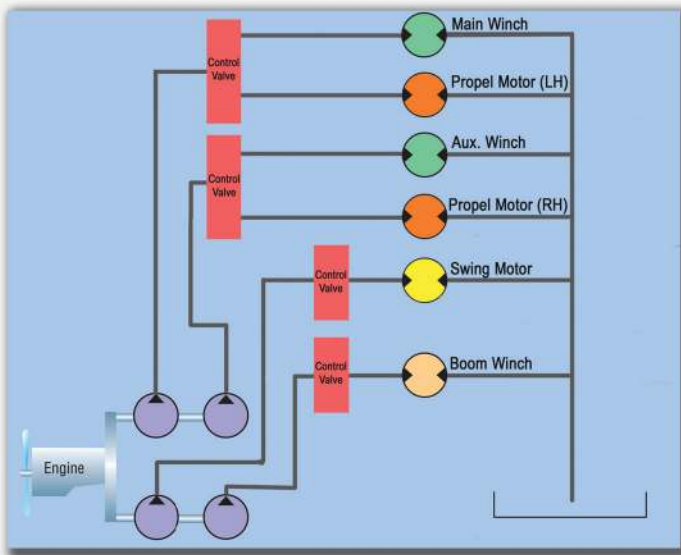 Main Winch
Control
Valve
Propel Motor (LH)
Aux. Winch
Control
Valve
Propel Motor (RH)
Swing Motor
Control
Valve
Boom Winch
Control
Valve
Engine